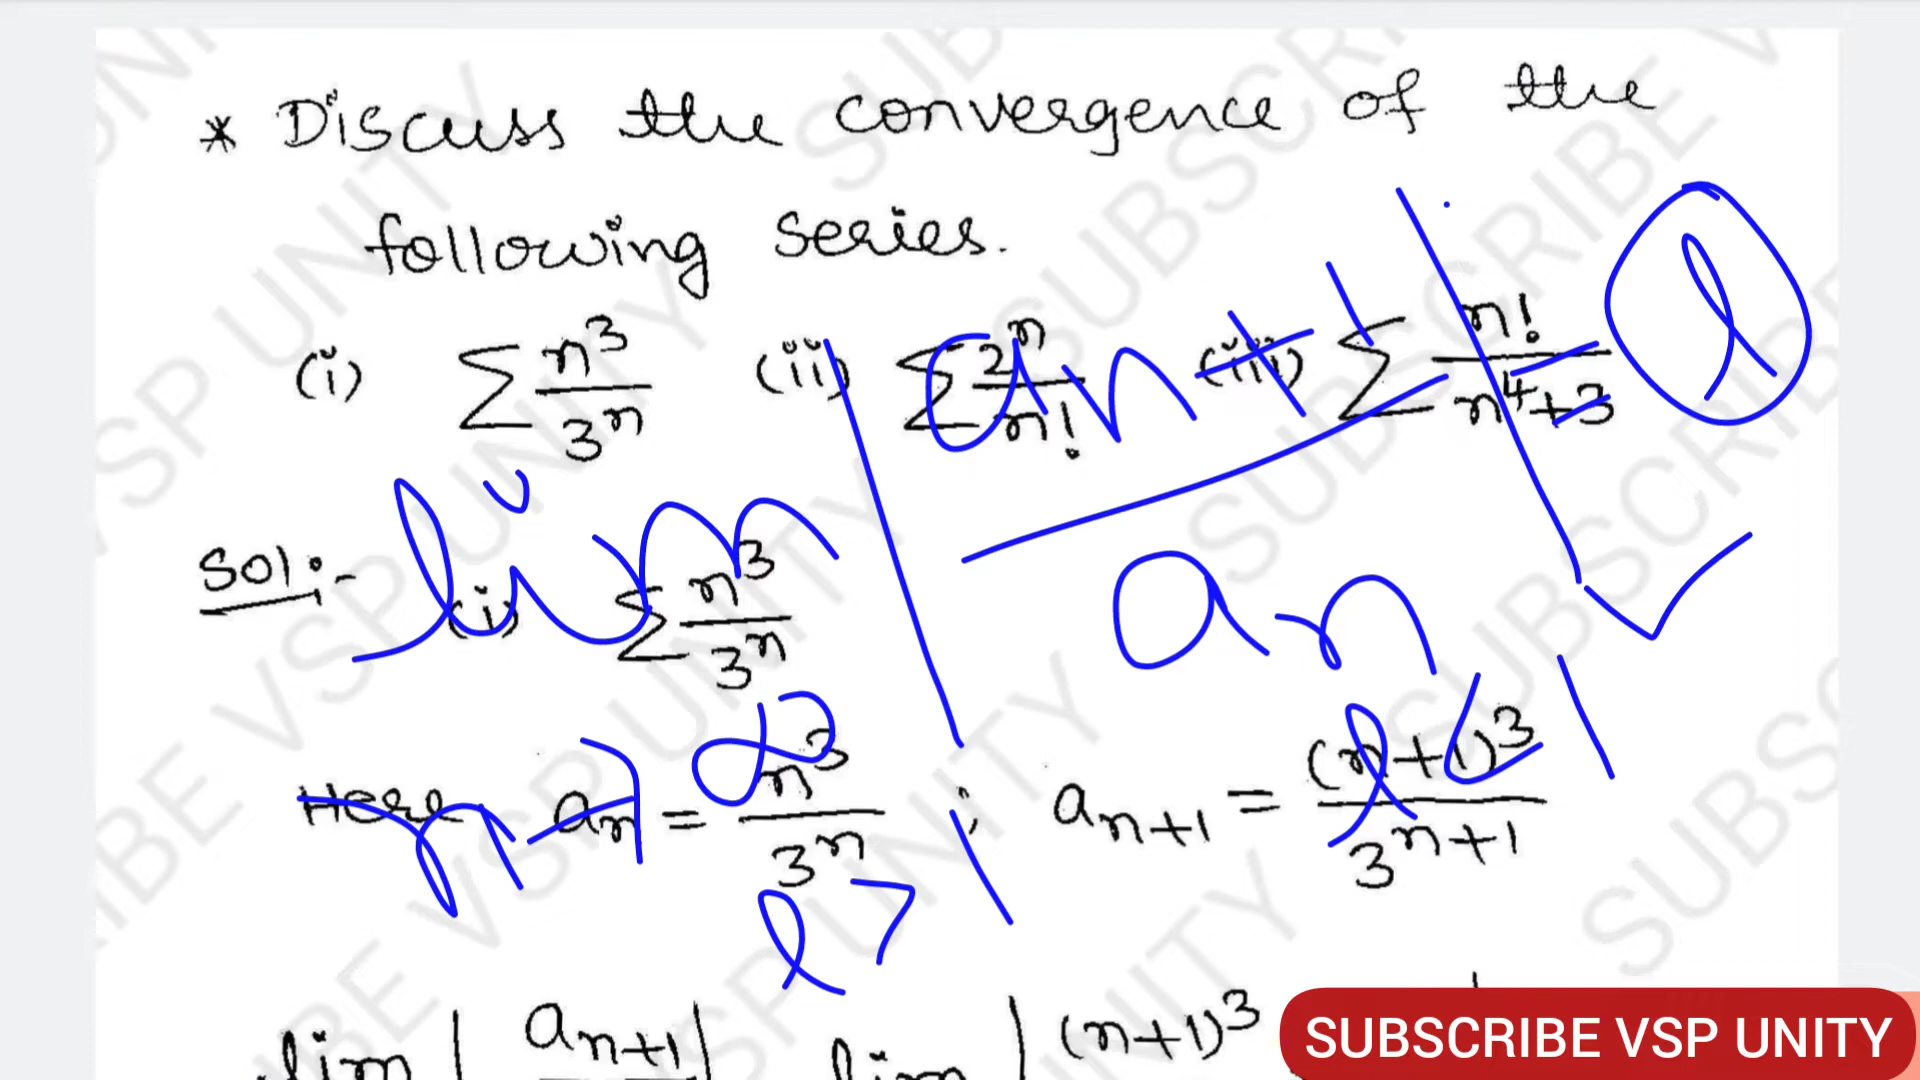 * Discuss the convergence of the
following series.
(i) Σ n³/3ⁿ (ii) Σ 2ⁿ/n! (iii) Σ n!/(n⁴+3)
lim n→∞ | aₙ₊₁ / aₙ | = l
Sol:- (i) Σ n³/3ⁿ
Here aₙ = n³/3ⁿ ; aₙ₊₁ = (n+1)³/3ⁿ⁺¹
l < 1
l > 1
lim | aₙ₊₁ | lim | (n+1)³
SUBSCRIBE VSP UNITY